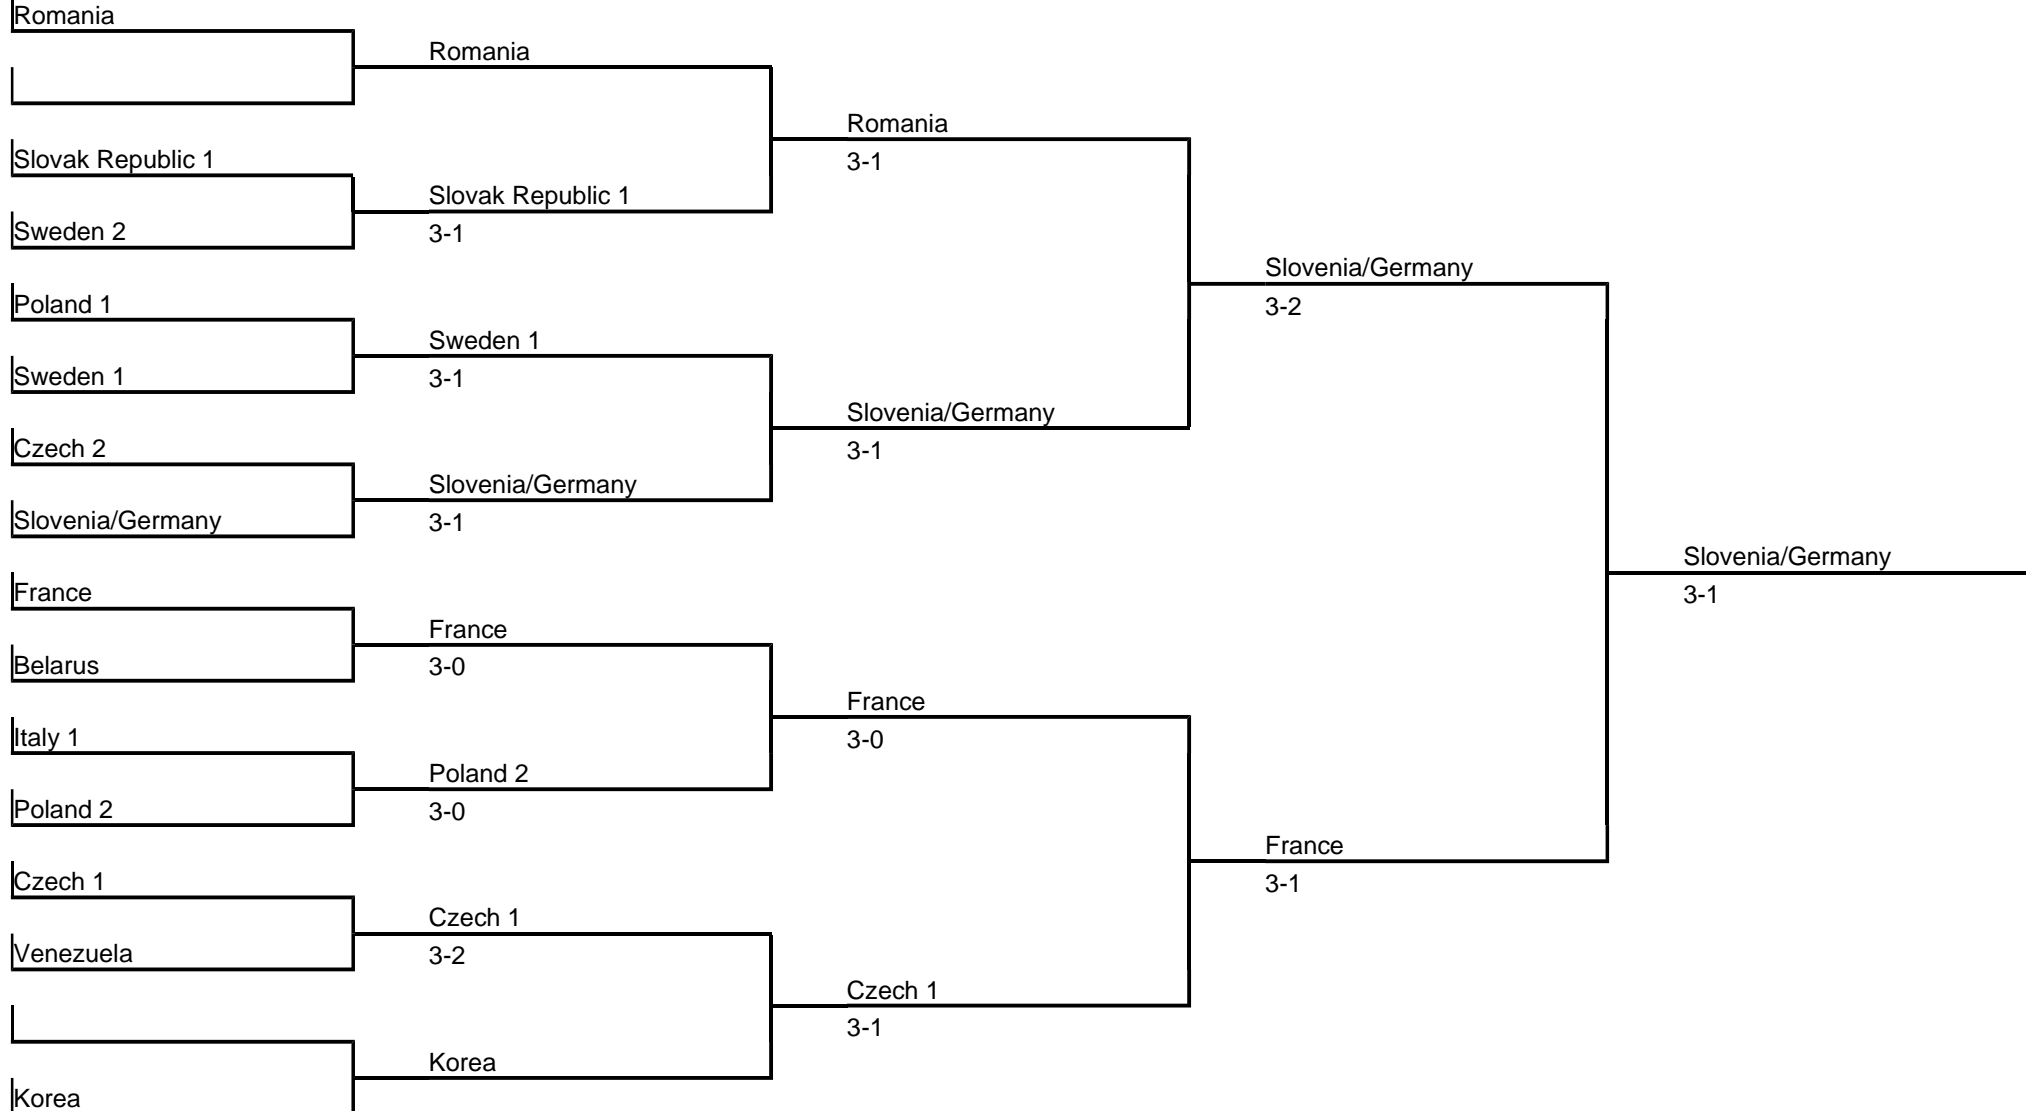 Romania
Romania
Romania
3-1
Slovak Republic 1
Slovak Republic 1
3-1
Sweden 2
Slovenia/Germany
3-2
Poland 1
Sweden 1
3-1
Sweden 1
Slovenia/Germany
3-1
Czech 2
Slovenia/Germany
3-1
Slovenia/Germany
Slovenia/Germany
3-1
France
France
3-0
Belarus
France
3-0
Italy 1
Poland 2
3-0
Poland 2
France
3-1
Czech 1
Czech 1
3-2
Venezuela
Czech 1
3-1
Korea
Korea